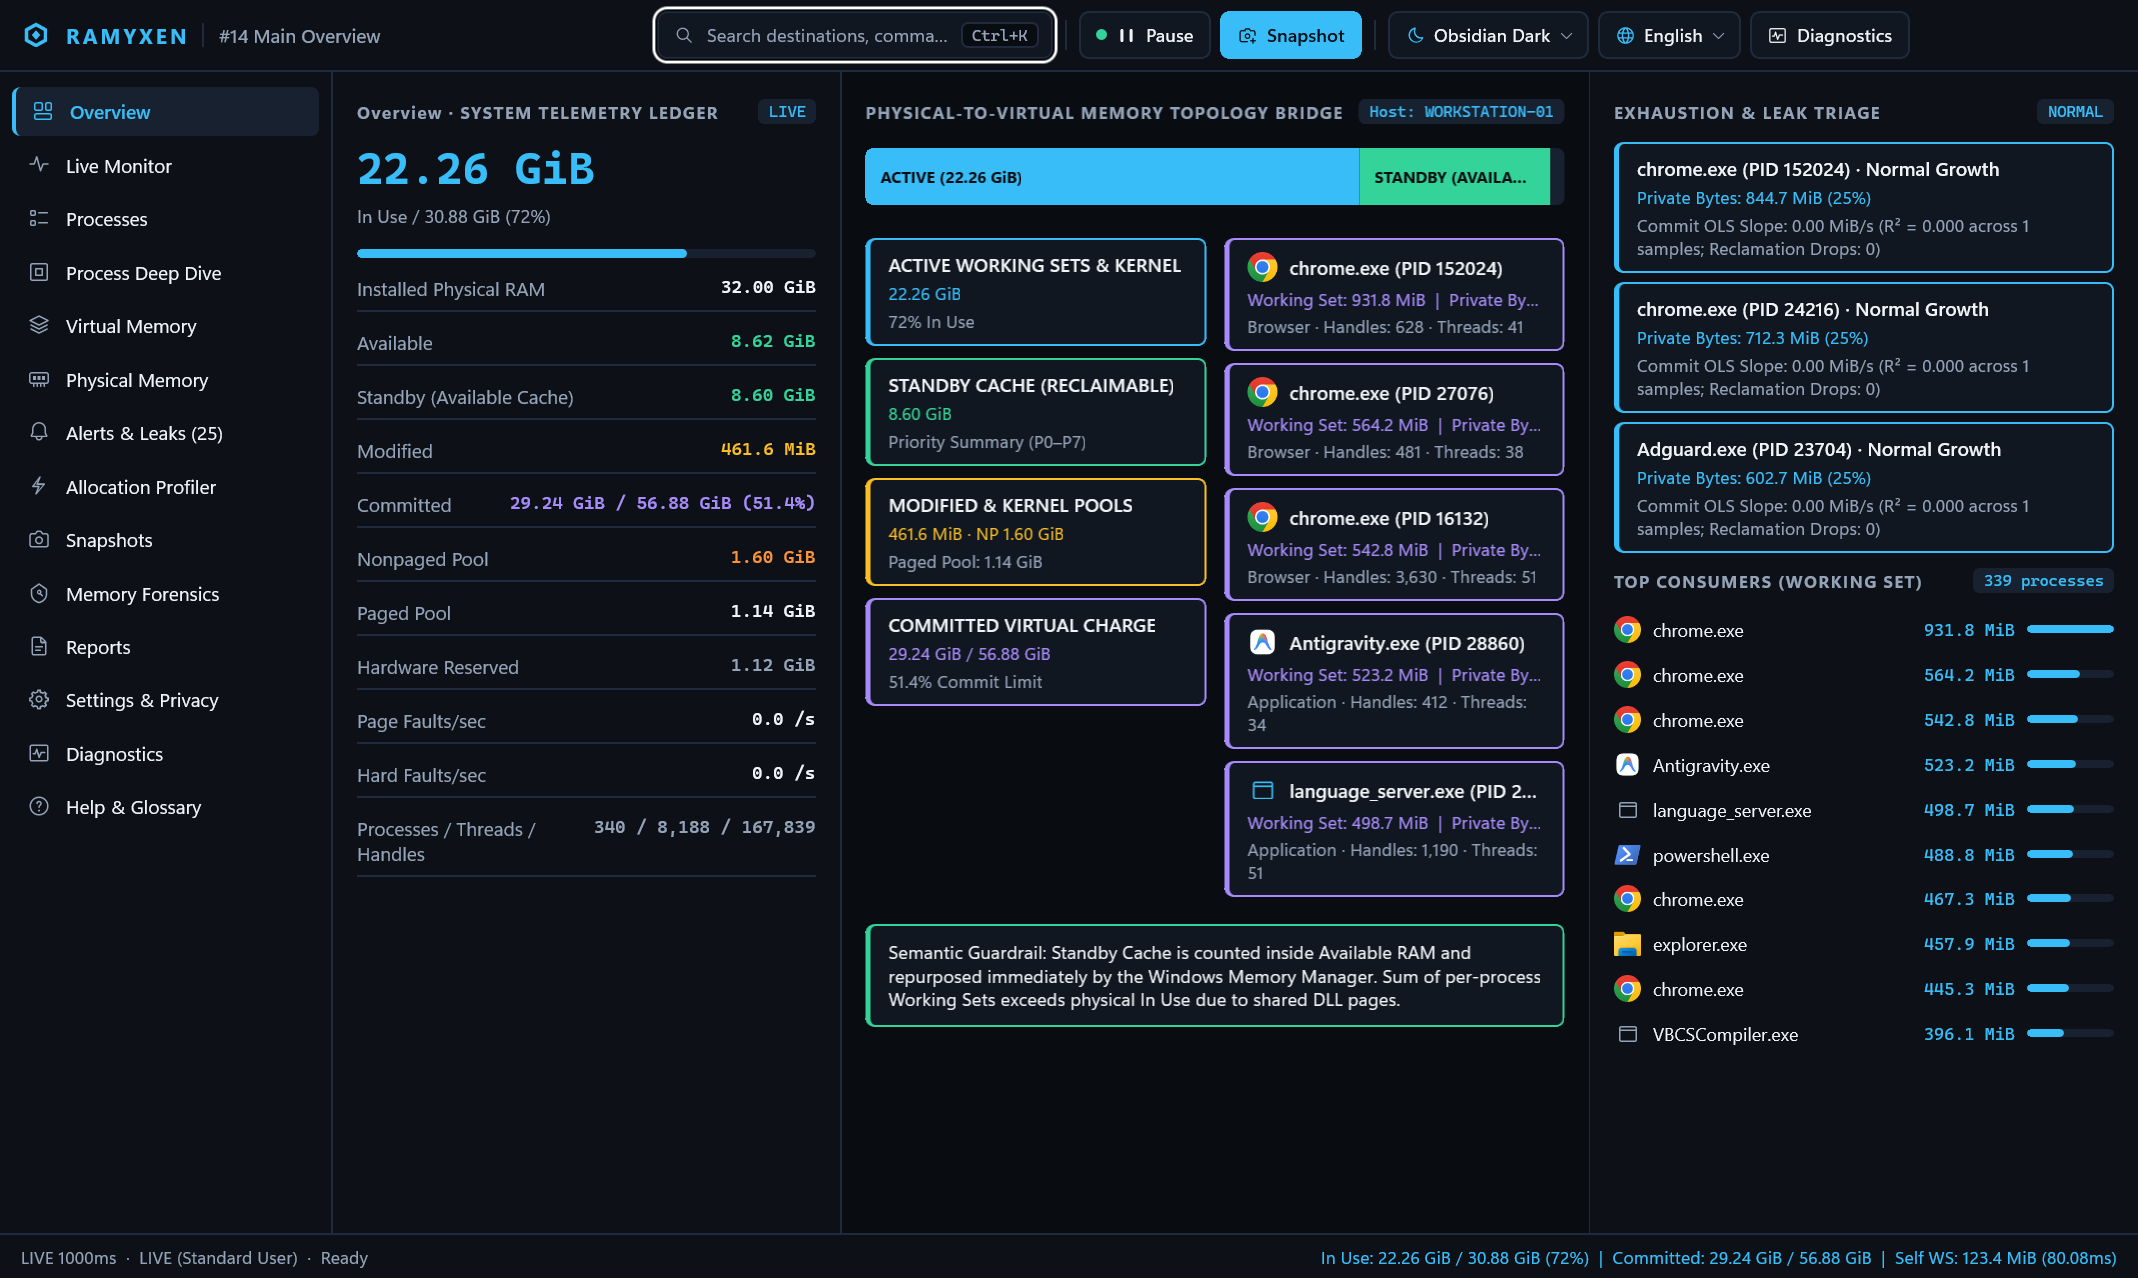 RAMYXEN
#14 Main Overview
Search destinations, comma...
Ctrl+K
Pause
Snapshot
Obsidian Dark
English
Diagnostics
Overview
Live Monitor
Processes
Process Deep Dive
Virtual Memory
Physical Memory
Alerts & Leaks (25)
Allocation Profiler
Snapshots
Memory Forensics
Reports
Settings & Privacy
Diagnostics
Help & Glossary
Overview · SYSTEM TELEMETRY LEDGER
LIVE
22.26 GiB
In Use / 30.88 GiB (72%)
Installed Physical RAM 32.00 GiB
Available 8.62 GiB
Standby (Available Cache) 8.60 GiB
Modified 461.6 MiB
Committed 29.24 GiB / 56.88 GiB (51.4%)
Nonpaged Pool 1.60 GiB
Paged Pool 1.14 GiB
Hardware Reserved 1.12 GiB
Page Faults/sec 0.0 /s
Hard Faults/sec 0.0 /s
Processes / Threads / 340 / 8,188 / 167,839
Handles
PHYSICAL-TO-VIRTUAL MEMORY TOPOLOGY BRIDGE
Host: WORKSTATION-01
ACTIVE (22.26 GiB)
STANDBY (AVAILA...
ACTIVE WORKING SETS & KERNEL
22.26 GiB
72% In Use
STANDBY CACHE (RECLAIMABLE)
8.60 GiB
Priority Summary (P0–P7)
MODIFIED & KERNEL POOLS
461.6 MiB · NP 1.60 GiB
Paged Pool: 1.14 GiB
COMMITTED VIRTUAL CHARGE
29.24 GiB / 56.88 GiB
51.4% Commit Limit
chrome.exe (PID 152024)
Working Set: 931.8 MiB | Private By...
Browser · Handles: 628 · Threads: 41
chrome.exe (PID 27076)
Working Set: 564.2 MiB | Private By...
Browser · Handles: 481 · Threads: 38
chrome.exe (PID 16132)
Working Set: 542.8 MiB | Private By...
Browser · Handles: 3,630 · Threads: 51
Antigravity.exe (PID 28860)
Working Set: 523.2 MiB | Private By...
Application · Handles: 412 · Threads:
34
language_server.exe (PID 2...
Working Set: 498.7 MiB | Private By...
Application · Handles: 1,190 · Threads:
51
Semantic Guardrail: Standby Cache is counted inside Available RAM and
repurposed immediately by the Windows Memory Manager. Sum of per-process
Working Sets exceeds physical In Use due to shared DLL pages.
EXHAUSTION & LEAK TRIAGE
NORMAL
chrome.exe (PID 152024) · Normal Growth
Private Bytes: 844.7 MiB (25%)
Commit OLS Slope: 0.00 MiB/s (R² = 0.000 across 1
samples; Reclamation Drops: 0)
chrome.exe (PID 24216) · Normal Growth
Private Bytes: 712.3 MiB (25%)
Commit OLS Slope: 0.00 MiB/s (R² = 0.000 across 1
samples; Reclamation Drops: 0)
Adguard.exe (PID 23704) · Normal Growth
Private Bytes: 602.7 MiB (25%)
Commit OLS Slope: 0.00 MiB/s (R² = 0.000 across 1
samples; Reclamation Drops: 0)
TOP CONSUMERS (WORKING SET)
339 processes
chrome.exe 931.8 MiB
chrome.exe 564.2 MiB
chrome.exe 542.8 MiB
Antigravity.exe 523.2 MiB
language_server.exe 498.7 MiB
powershell.exe 488.8 MiB
chrome.exe 467.3 MiB
explorer.exe 457.9 MiB
chrome.exe 445.3 MiB
VBCSCompiler.exe 396.1 MiB
LIVE 1000ms · LIVE (Standard User) · Ready
In Use: 22.26 GiB / 30.88 GiB (72%) | Committed: 29.24 GiB / 56.88 GiB | Self WS: 123.4 MiB (80.08ms)